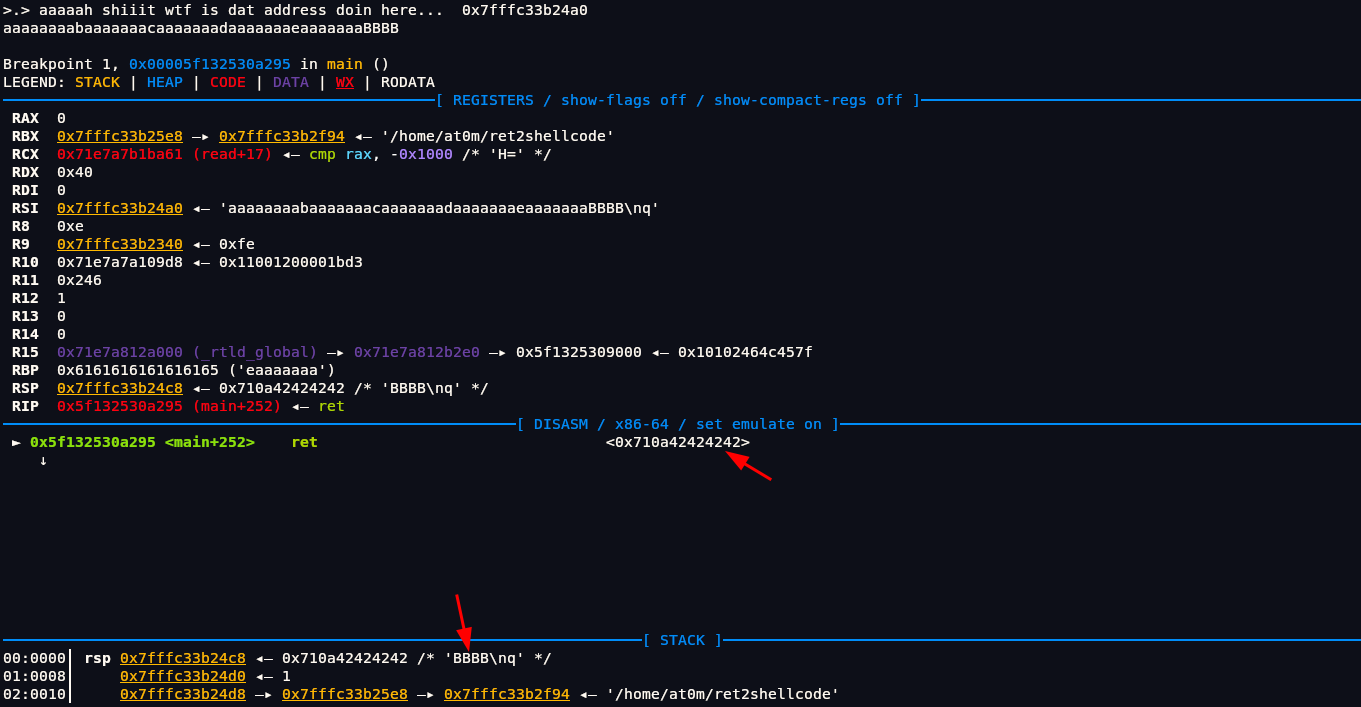 >.> aaaaah shiiit wtf is dat address doin here...  0x7fffc33b24a0
aaaaaaaabaaaaaaacaaaaaaadaaaaaaaeaaaaaaaBBBB
Breakpoint 1, 0x00005f132530a295 in main ()
LEGEND: STACK | HEAP | CODE | DATA | WX | RODATA
[ REGISTERS / show-flags off / show-compact-regs off ]
RAX  0
RBX  0x7fffc33b25e8 —▸ 0x7fffc33b2f94 ◂— '/home/at0m/ret2shellcode'
RCX  0x71e7a7b1ba61 (read+17) ◂— cmp rax, -0x1000 /* 'H=' */
RDX  0x40
RDI  0
RSI  0x7fffc33b24a0 ◂— 'aaaaaaaabaaaaaaacaaaaaaadaaaaaaaeaaaaaaaBBBB\nq'
R8   0xe
R9   0x7fffc33b2340 ◂— 0xfe
R10  0x71e7a7a109d8 ◂— 0x11001200001bd3
R11  0x246
R12  1
R13  0
R14  0
R15  0x71e7a812a000 (_rtld_global) —▸ 0x71e7a812b2e0 —▸ 0x5f1325309000 ◂— 0x10102464c457f
RBP  0x6161616161616165 ('eaaaaaaa')
RSP  0x7fffc33b24c8 ◂— 0x710a42424242 /* 'BBBB\nq' */
RIP  0x5f132530a295 (main+252) ◂— ret
[ DISASM / x86-64 / set emulate on ]
► 0x5f132530a295 <main+252>    ret    <0x710a42424242>
↓
[ STACK ]
00:0000│ rsp 0x7fffc33b24c8 ◂— 0x710a42424242 /* 'BBBB\nq' */
01:0008│     0x7fffc33b24d0 ◂— 1
02:0010│     0x7fffc33b24d8 —▸ 0x7fffc33b25e8 —▸ 0x7fffc33b2f94 ◂— '/home/at0m/ret2shellcode'